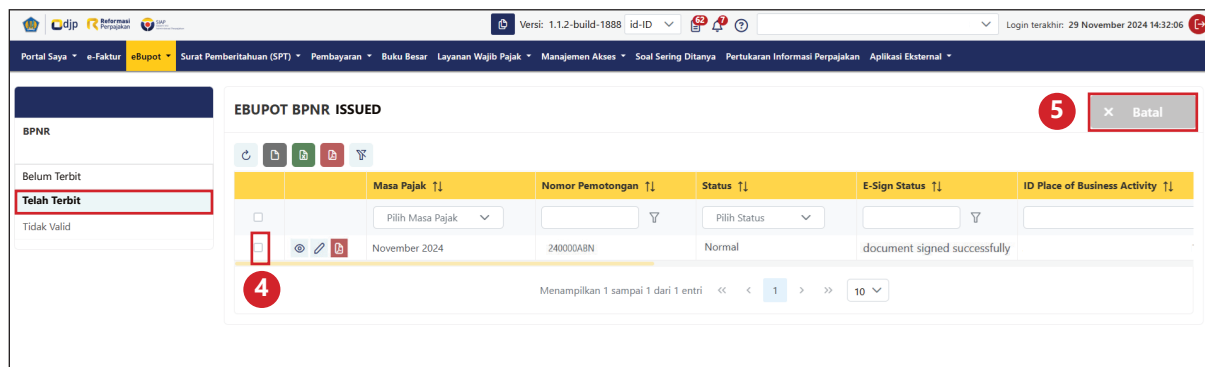 djp Reformasi Perpajakan SIAP Versi: 1.1.2-build-1888 id-ID 62 7 Login terakhir: 29 November 2024 14:32:06
Portal Saya e-Faktur eBupot Surat Pemberitahuan (SPT) Pembayaran Buku Besar Layanan Wajib Pajak Manajemen Akses Soal Sering Ditanya Pertukaran Informasi Perpajakan Aplikasi Eksternal
BPNR
Belum Terbit
Telah Terbit
Tidak Valid
EBUPOT BPNR ISSUED
5 × Batal
Masa Pajak Nomor Pemotongan Status E-Sign Status ID Place of Business Activity
Pilih Masa Pajak Pilih Status
November 2024 240000ABN Normal document signed successfully
4
Menampilkan 1 sampai 1 dari 1 entri << < 1 > >> 10